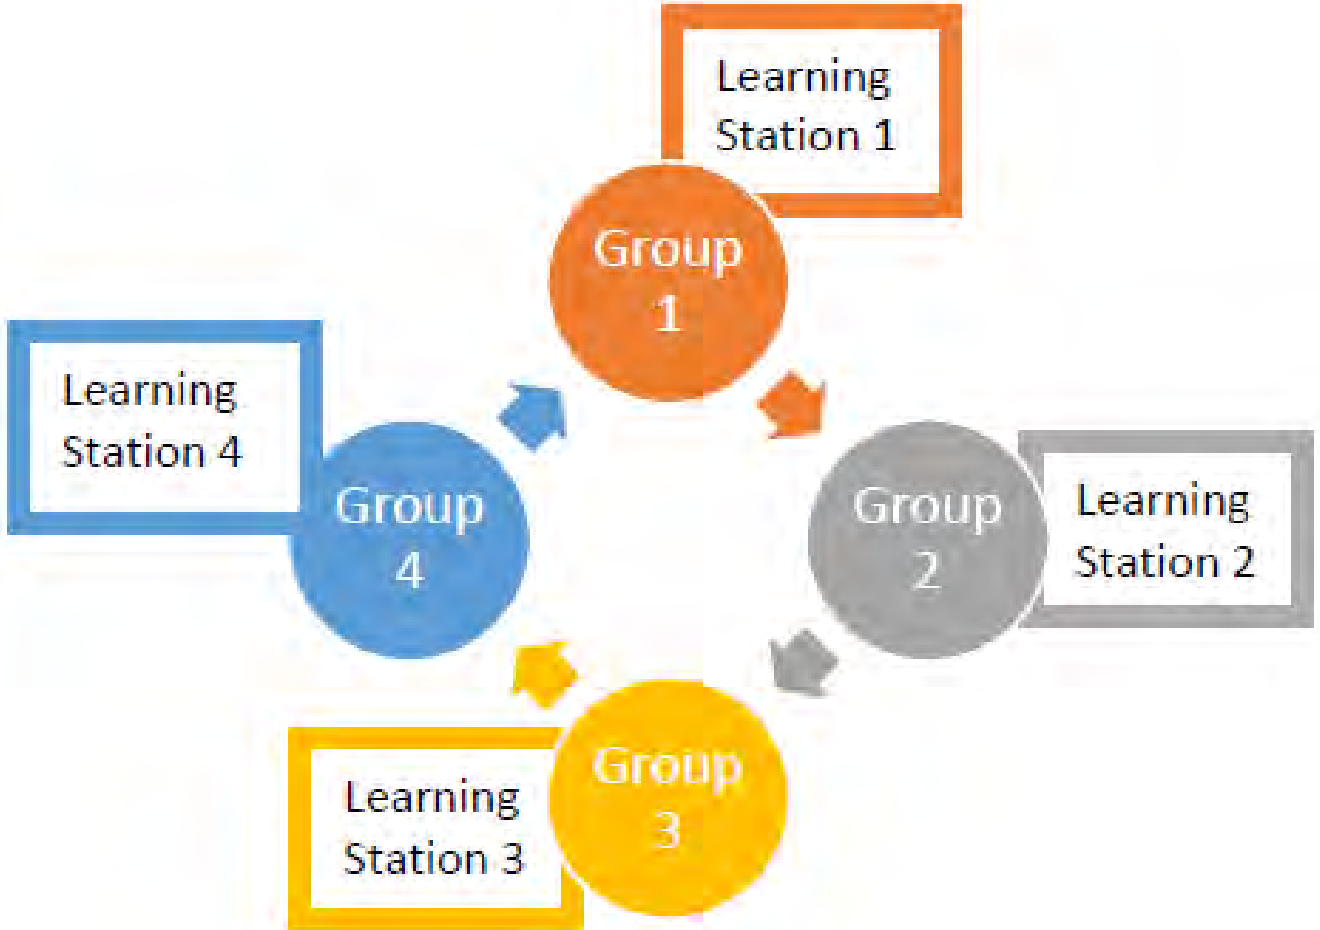 Learning
Station 1
Group
1
Learning
Station 4
Group
4
Group
2
Learning
Station 2
Group
3
Learning
Station 3